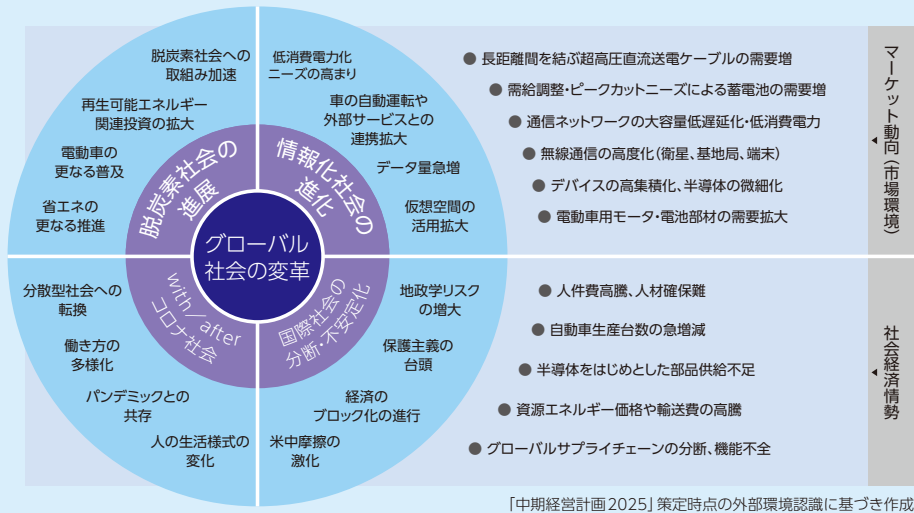 脱炭素社会への
取組み加速
再生可能エネルギー
関連投資の拡大
電動車の
更なる普及
省エネの
更なる推進
脱炭素社会の
進展
低消費電力化
ニーズの高まり
車の自動運転や
外部サービスとの
連携拡大
データ量急増
仮想空間の
活用拡大
情報化社会の
進化
グローバル
社会の変革
分散型社会への
転換
働き方の
多様化
パンデミックとの
共存
人の生活様式の
変化
with/after
コロナ社会
地政学リスク
の増大
保護主義の
台頭
経済の
ブロック化の進行
米中摩擦の
激化
国際社会の
分断・不安定化
● 長距離間を結ぶ超高圧直流送電ケーブルの需要増
● 需給調整・ピークカットニーズによる蓄電池の需要増
● 通信ネットワークの大容量低遅延化・低消費電力
● 無線通信の高度化(衛星、基地局、端末)
● デバイスの高集積化、半導体の微細化
● 電動車用モータ・電池部材の需要拡大
マーケット動向(市場環境)
● 人件費高騰、人材確保難
● 自動車生産台数の急増減
● 半導体をはじめとした部品供給不足
● 資源エネルギー価格や輸送費の高騰
● グローバルサプライチェーンの分断、機能不全
社会経済情勢
「中期経営計画2025」策定時点の外部環境認識に基づき作成